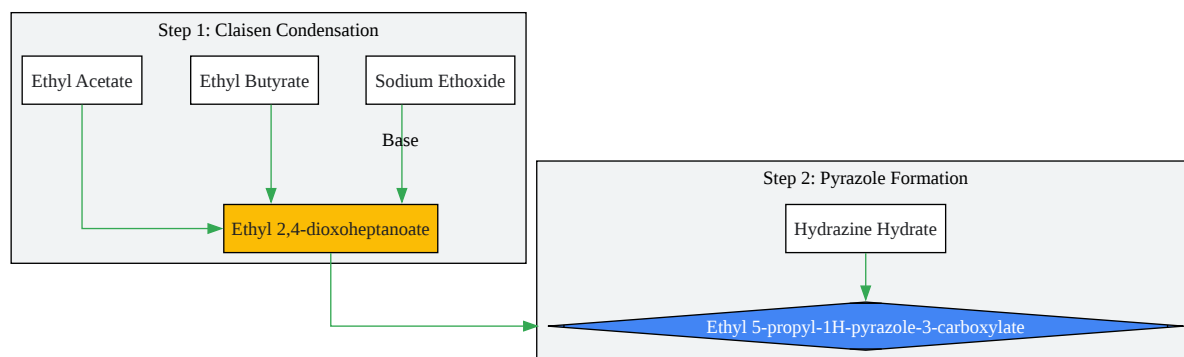 Step 1: Claisen Condensation
Ethyl Acetate
Ethyl Butyrate
Sodium Ethoxide
Base
Ethyl 2,4-dioxoheptanoate
Step 2: Pyrazole Formation
Hydrazine Hydrate
Ethyl 5-propyl-1H-pyrazole-3-carboxylate